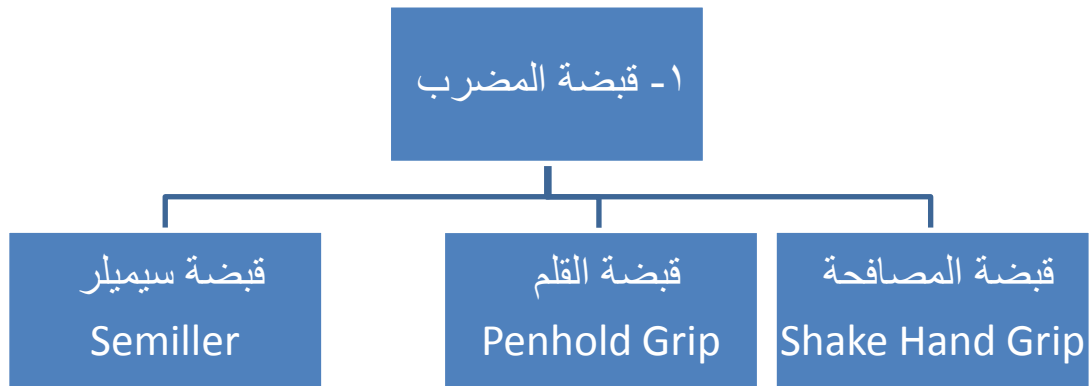 ١- قبضة المضرب
قبضة المصافحة
Shake Hand Grip
قبضة القلم
Penhold Grip
قبضة سيميلر
Semiller